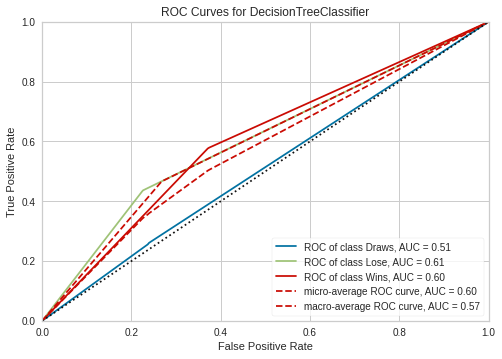 ROC Curves for DecisionTreeClassifier
1.0
0.8
0.6
0.4
0.2
0.0
True Positive Rate
ROC of class Draws, AUC = 0.51
ROC of class Lose, AUC = 0.61
ROC of class Wins, AUC = 0.60
micro-average ROC curve, AUC = 0.60
macro-average ROC curve, AUC = 0.57
0.0 0.2 0.4 0.6 0.8 1.0
False Positive Rate